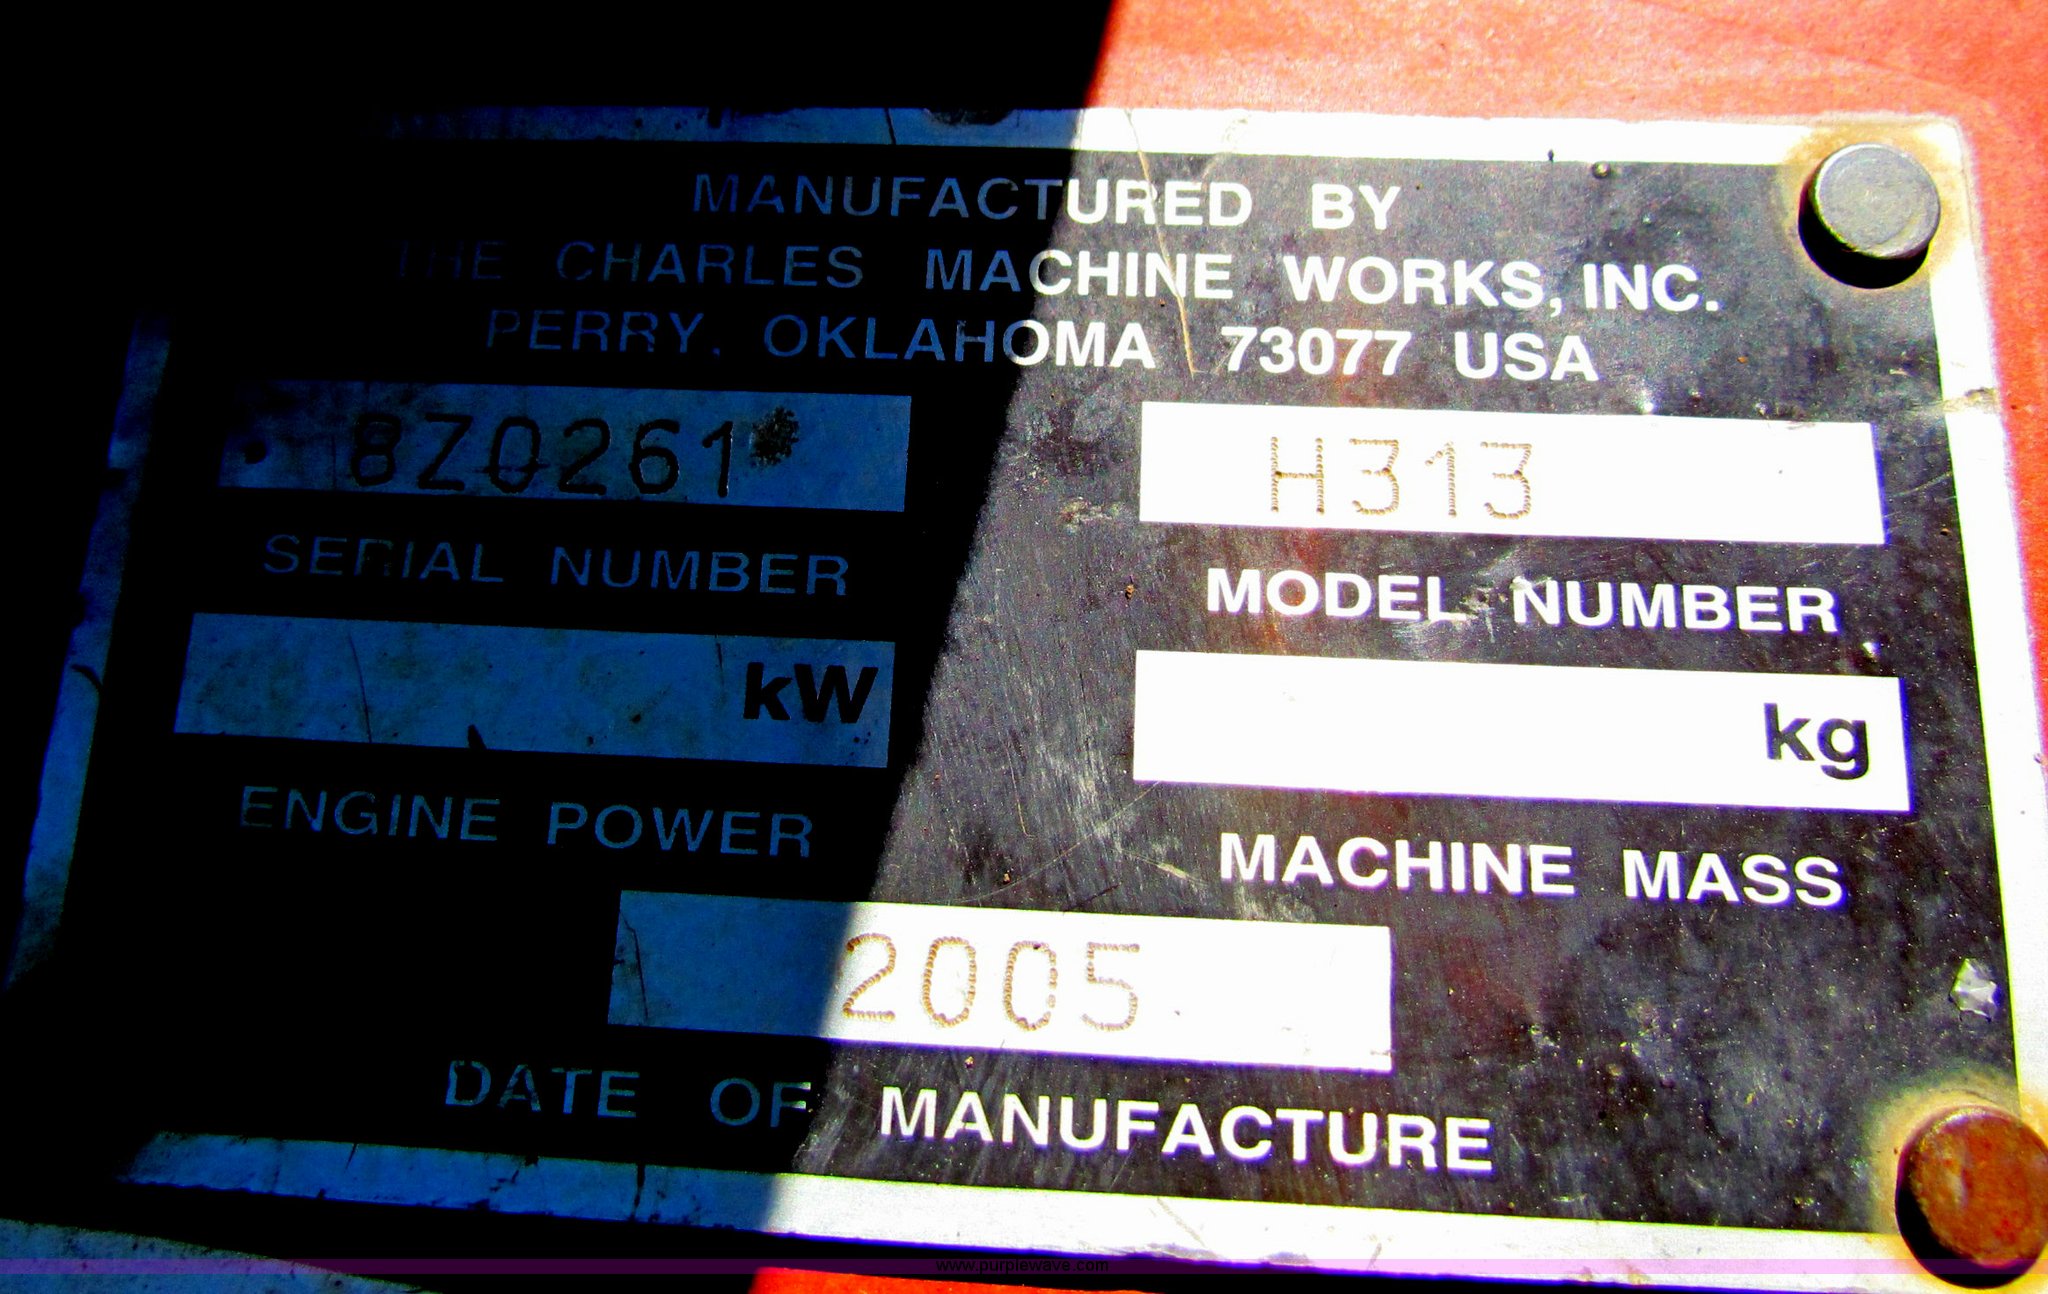 MANUFACTURED BY
THE CHARLES MACHINE WORKS, INC.
PERRY, OKLAHOMA 73077 USA
8Z0261 H313
SERIAL NUMBER MODEL NUMBER
kW kg
ENGINE POWER MACHINE MASS
2005
DATE OF MANUFACTURE
www.purplewave.com